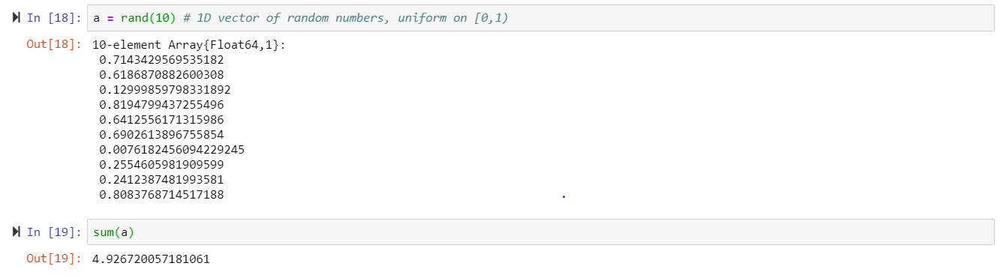 In [18]: a = rand(10) # 1D vector of random numbers, uniform on [0,1)
Out[18]: 10-element Array{Float64,1}:
0.7143429569535182
0.6186870882600308
0.12999859798331892
0.8194799437255496
0.6412556171315986
0.6902613896755854
0.0076182456094229245
0.2554605981909599
0.2412387481993581
0.8083768714517188
In [19]: sum(a)
Out[19]: 4.926720057181061